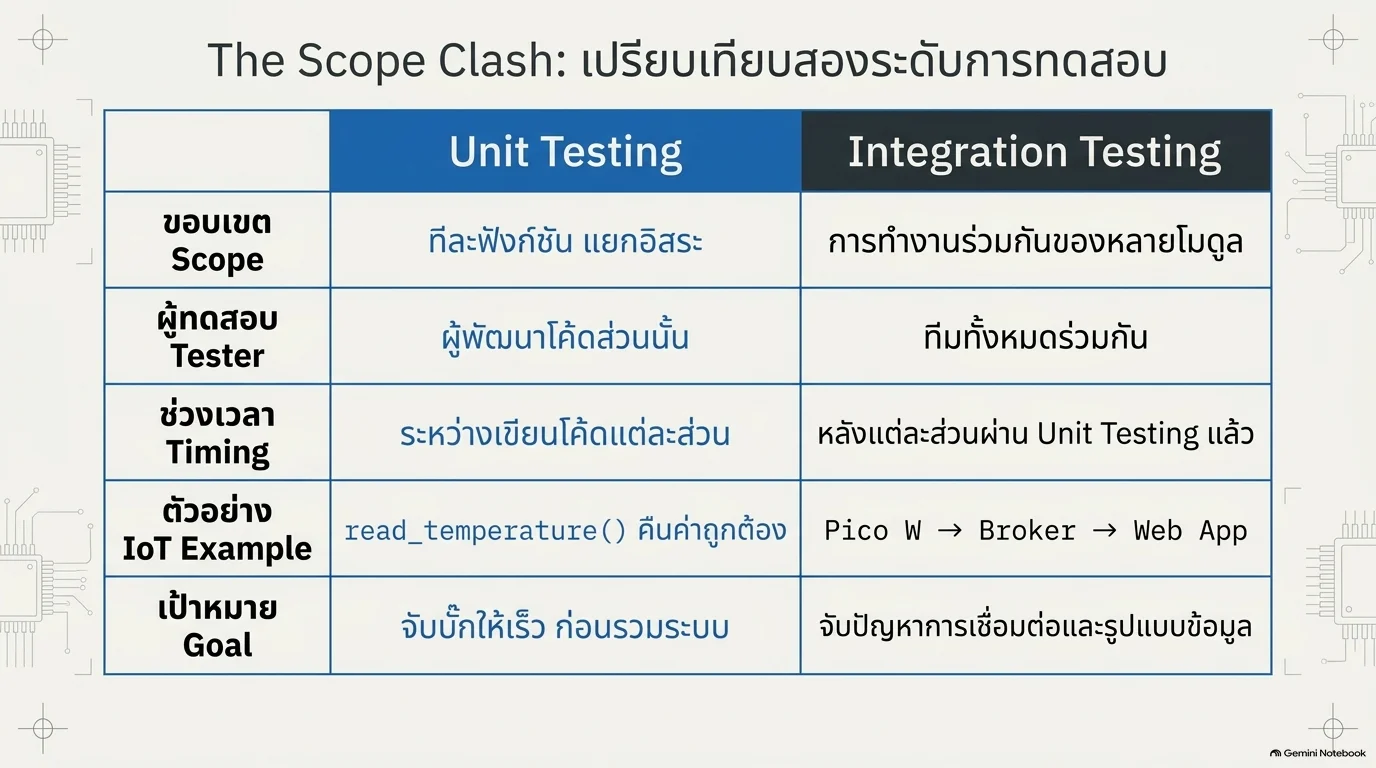 The Scope Clash: เปรียบเทียบสองระดับการทดสอบ
Unit Testing
Integration Testing
ขอบเขต
Scope
ทีละฟังก์ชัน แยกอิสระ
การทำงานร่วมกันของหลายโมดูล
ผู้ทดสอบ
Tester
ผู้พัฒนาโค้ดส่วนนั้น
ทีมทั้งหมดร่วมกัน
ช่วงเวลา
Timing
ระหว่างเขียนโค้ดแต่ละส่วน
หลังแต่ละส่วนผ่าน Unit Testing แล้ว
ตัวอย่าง
IoT Example
read_temperature() คืนค่าถูกต้อง
Pico W → Broker → Web App
เป้าหมาย
Goal
จับบั๊กให้เร็ว ก่อนรวมระบบ
จับปัญหาการเชื่อมต่อและรูปแบบข้อมูล
Gemini Notebook